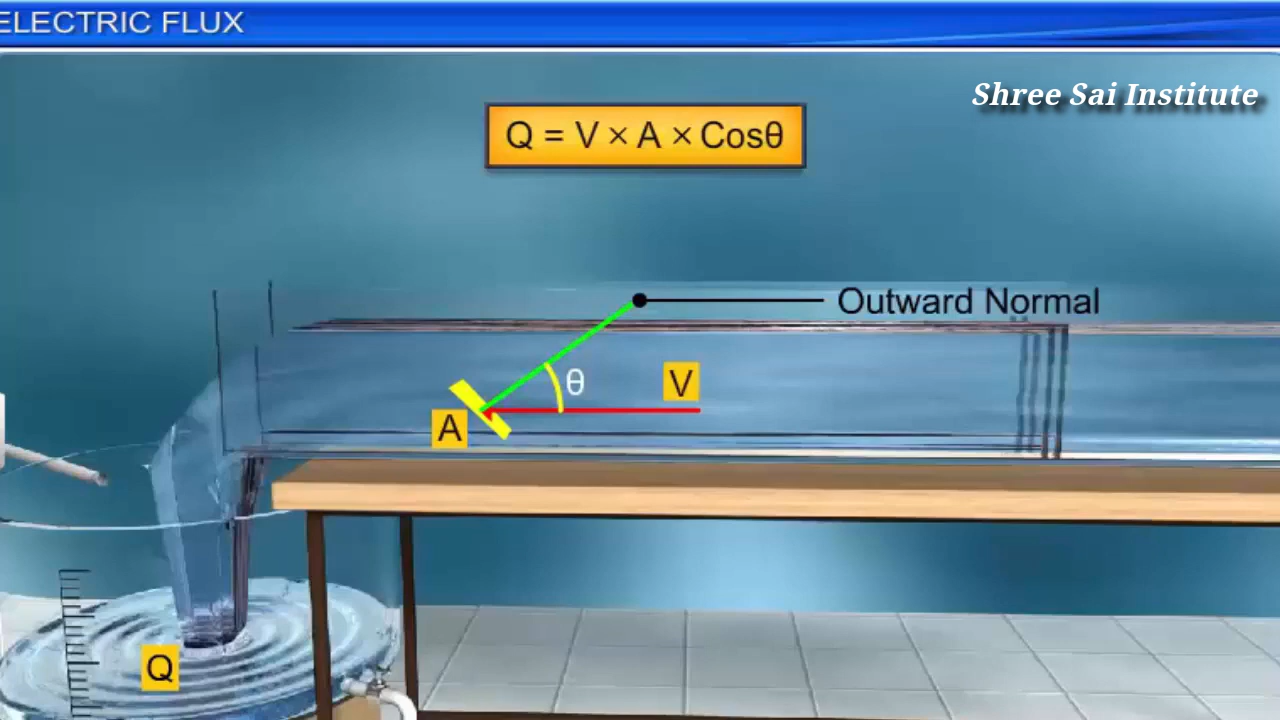 ELECTRIC FLUX
Shree Sai Institute
Q = V × A × Cosθ
Outward Normal
θ
V
A
Q